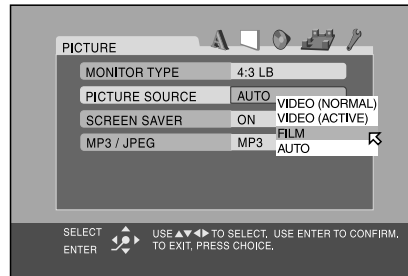 PICTURE
MONITOR TYPE 4:3 LB
PICTURE SOURCE AUTO
VIDEO (NORMAL)
VIDEO (ACTIVE)
FILM
AUTO
SCREEN SAVER ON
MP3 / JPEG MP3
SELECT
ENTER
USE ▲▼◀▶ TO SELECT, USE ENTER TO CONFIRM.
TO EXIT, PRESS CHOICE.